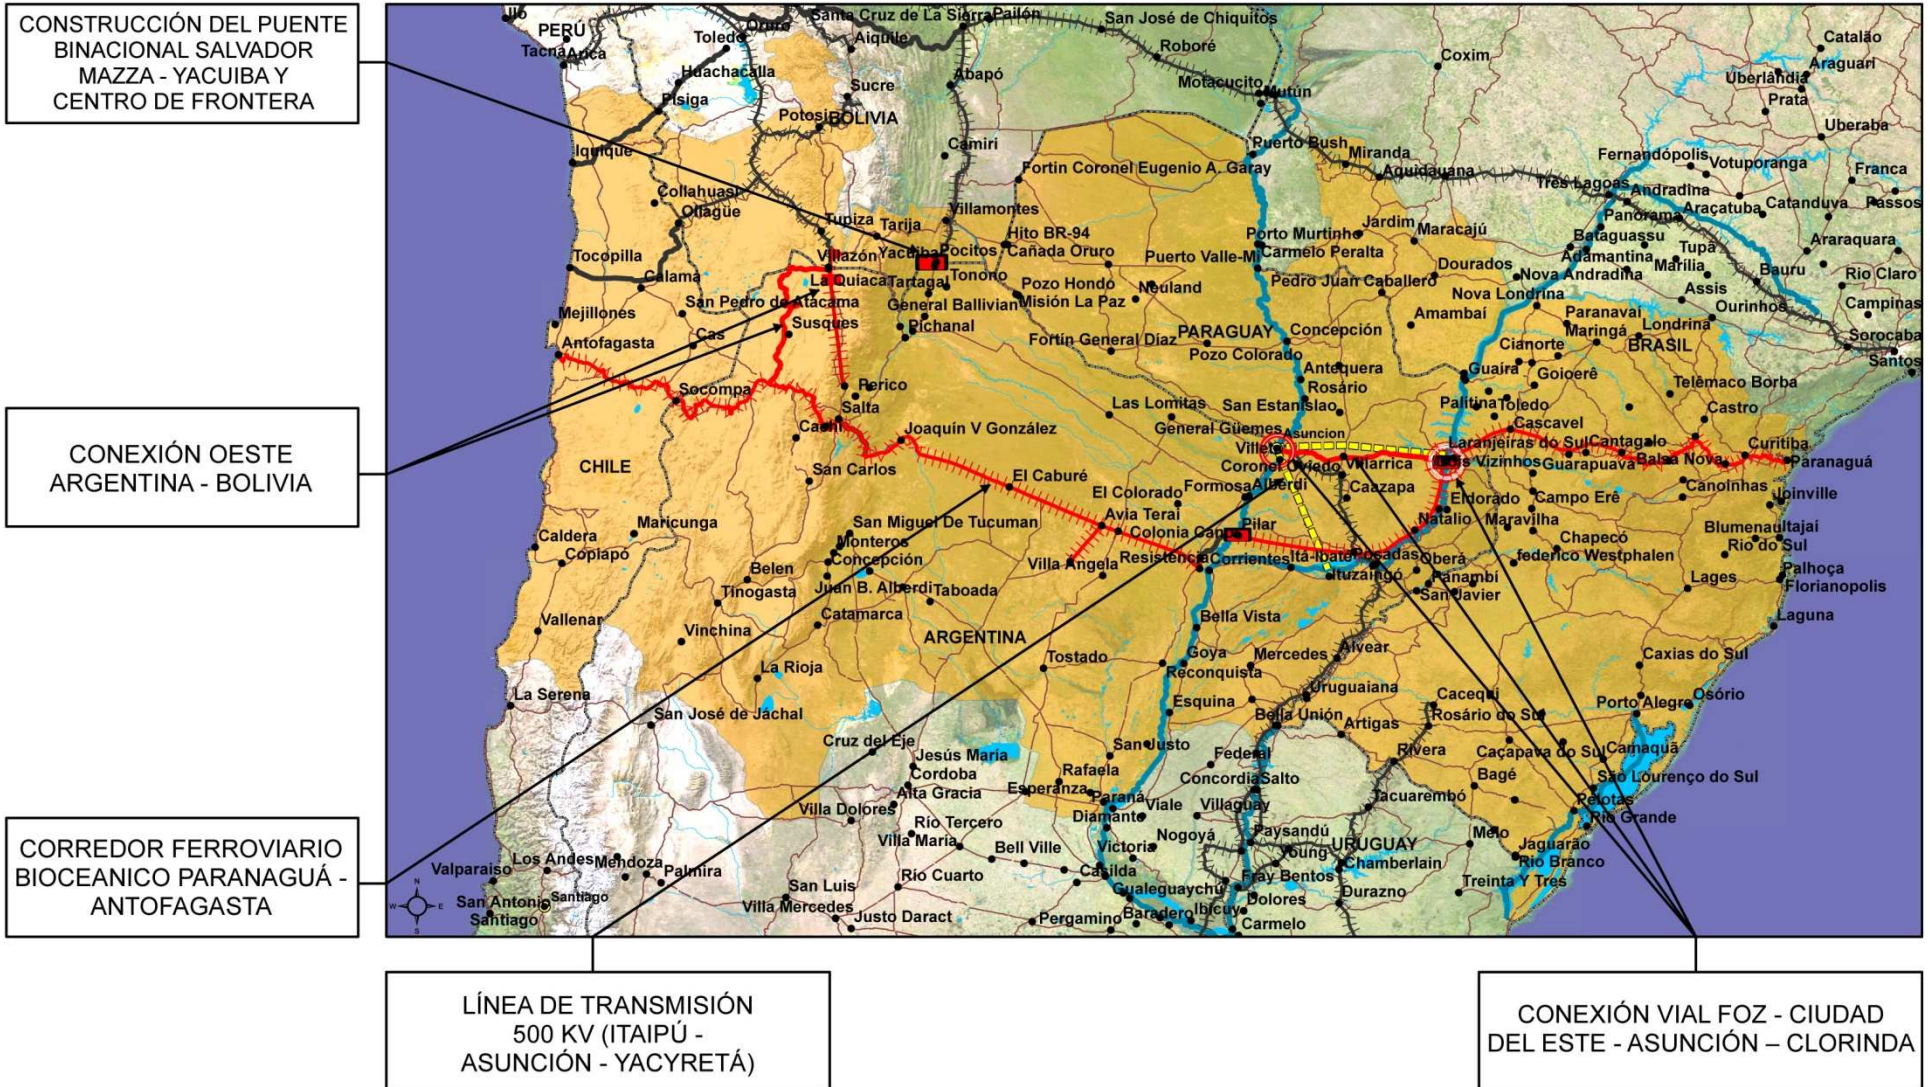 CONSTRUCCIÓN DEL PUENTE
BINACIONAL SALVADOR
MAZZA - YACUIBA Y
CENTRO DE FRONTERA
CONEXIÓN OESTE
ARGENTINA - BOLIVIA
CORREDOR FERROVIARIO
BIOCEANICO PARANAGUÁ -
ANTOFAGASTA
LÍNEA DE TRANSMISIÓN
500 KV (ITAIPÚ -
ASUNCIÓN - YACYRETÁ)
CONEXIÓN VIAL FOZ - CIUDAD
DEL ESTE - ASUNCIÓN – CLORINDA
Ilo
PERÚ
Tacna
Arica
Toledo
Oruro
Santa Cruz de La Sierra
Pailón
San José de Chiquitos
Aiquile
Roboré
Coxim
Catalão
Araguari
Uberlândia
Prata
Huachacalla
Pisiga
Sucre
Abapó
Motacucito
Mutún
Potosi
BOLIVIA
Uberaba
Iquique
Camiri
Puerto Bush
Miranda
Aquidauana
Fernandópolis
Votuporanga
Franca
Fortin Coronel Eugenio A. Garay
Collahuasi
Ollagüe
Três Lagoas
Andradina
Panorama
Araçatuba
Catanduva
Passos
Villamontes
Tupiza
Tarija
Hito BR-94
Cañada Oruro
Porto Murtinho
Carmelo Peralta
Jardim
Maracajú
Bataguassu
Tupã
Adamantina
Marilia
Araraquara
Tocopilla
Villazón
Yacuiba
Pocitos
Puerto Valle-Mi
Dourados
Nova Andradina
Bauru
Rio Claro
Calama
La Quiaca
Tartagal
Tonono
Pozo Hondo
Neuland
Pedro Juan Caballero
Nova Londrina
Assis
Ourinhos
Campinas
San Pedro de Atacama
General Ballivian
Misión La Paz
Mejillones
Susques
Pichanal
PARAGUAY
Concepción
Amambaí
Paranavai
Maringá
Londrina
BRASIL
Sorocaba
Santos
Antofagasta
Cas
Fortín General Díaz
Pozo Colorado
Cianorte
Socompa
Perico
Antequera
Rosário
Guaíra
Goioerê
Telêmaco Borba
Salta
Las Lomitas
San Estanislao
Palitina
Toledo
Castro
Cachi
Joaquín V González
General Güemes
Asuncion
Cascavel
Villeta
Laranjeiras do Sul
Cantagalo
Curitiba
CHILE
San Carlos
Coronel Oviedo
Villarrica
Dois Vizinhos
Guarapuava
Balsa Nova
Paranaguá
El Caburé
Formosa
Alberdi
Caazapa
El Colorado
Eldorado
Campo Erê
Canoinhas
Joinville
San Miguel De Tucuman
Avia Terai
Colonia Cano
Pilar
Natalio
Maravilha
Maricunga
Blumenau
Itajaí
Caldera
Monteros
Chapecó
Rio do Sul
Copiapó
Concepción
Resistencia
Corrientes
Itá-Ibaté
Posadas
Oberá
federico Westphalen
Belen
Villa Angela
Ituzaingó
Panambí
Lages
Palhoça
Florianopolis
Tinogasta
Juan B. Alberdi
Taboada
San Javier
Vallenar
Catamarca
Bella Vista
Laguna
Vinchina
ARGENTINA
Goya
Mercedes
Alvear
La Rioja
Tostado
Reconquista
Caxias do Sul
La Serena
Esquina
Uruguaiana
Cacequi
Porto Alegre
Osório
San José de Jáchal
Bella Unión
Artigas
Rosário do Sul
Cruz del Eje
San Justo
Federal
Rivera
Caçapava do Sul
Camaquã
Jesús María
Cordoba
Rafaela
Bagé
São Lourenço do Sul
Alta Gracia
Esperanza
Concordia
Salto
Villa Dolores
Paraná
Viale
Villaguay
Tacuarembó
Pelotas
Rio Grande
Río Tercero
Diamante
Villa María
Nogoyá
Paysandú
Melo
Valparaiso
Los Andes
Mendoza
Palmira
Bell Ville
Victoria
Young
URUGUAY
Jaguarão
Rio Branco
Chamberlain
San Luis
Río Cuarto
Casilda
Gualeguaychú
Fray Bentos
Treinta Y Tres
San Antonio
Santiago
Villa Mercedes
Dolores
Durazno
Santiago
Justo Daract
Pergamino
Baradero
Ibicuy
Carmelo
N
W
E
S